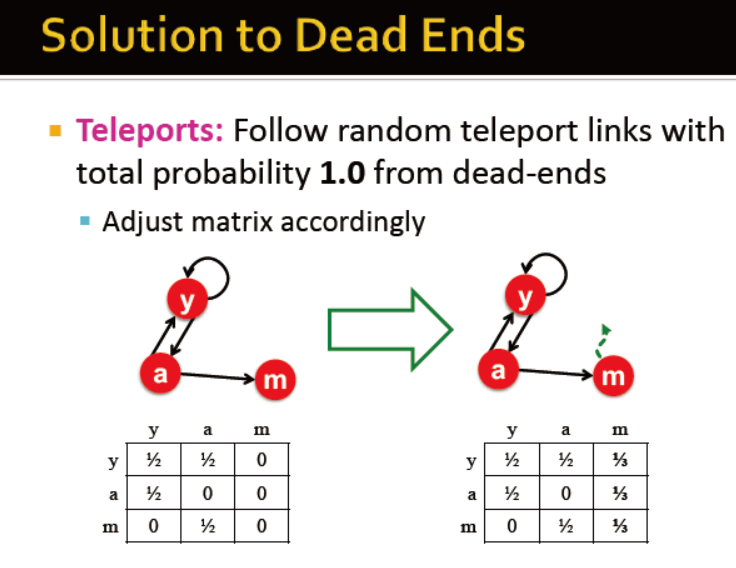 Solution to Dead Ends
Teleports: Follow random teleport links with
total probability 1.0 from dead-ends
Adjust matrix accordingly
y
a
m
y a m
y ½ ½ 0
a ½ 0 0
m 0 ½ 0
y
a
m
y a m
y ½ ½ ⅓
a ½ 0 ⅓
m 0 ½ ⅓